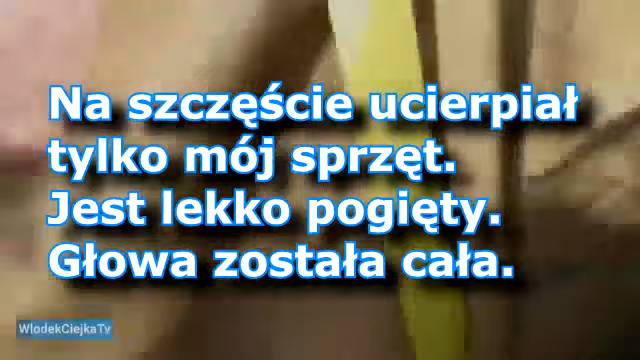 Na szczęście ucierpiał
tylko mój sprzęt.
Jest lekko pogięty.
Głowa została cała.
WlodekCiejkaTv